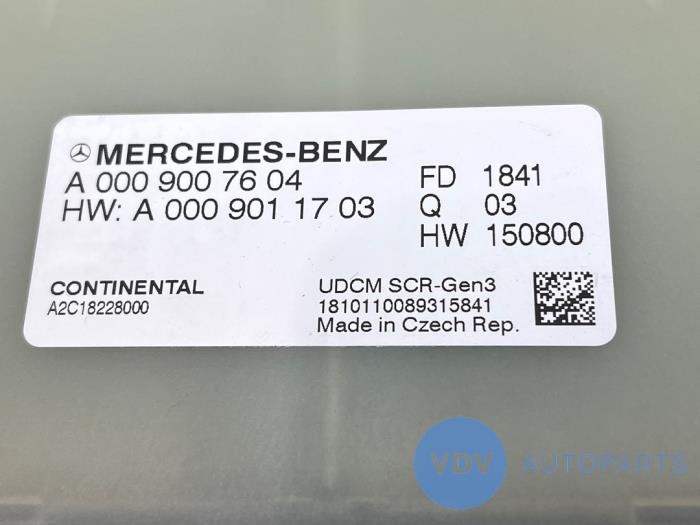 MERCEDES-BENZ
A 000 900 76 04 FD 1841
HW: A 000 901 17 03 Q 03
HW 150800
CONTINENTAL UDCM SCR-Gen3
A2C18228000 1810110089315841
Made in Czech Rep.
VDV AUTOPARTS